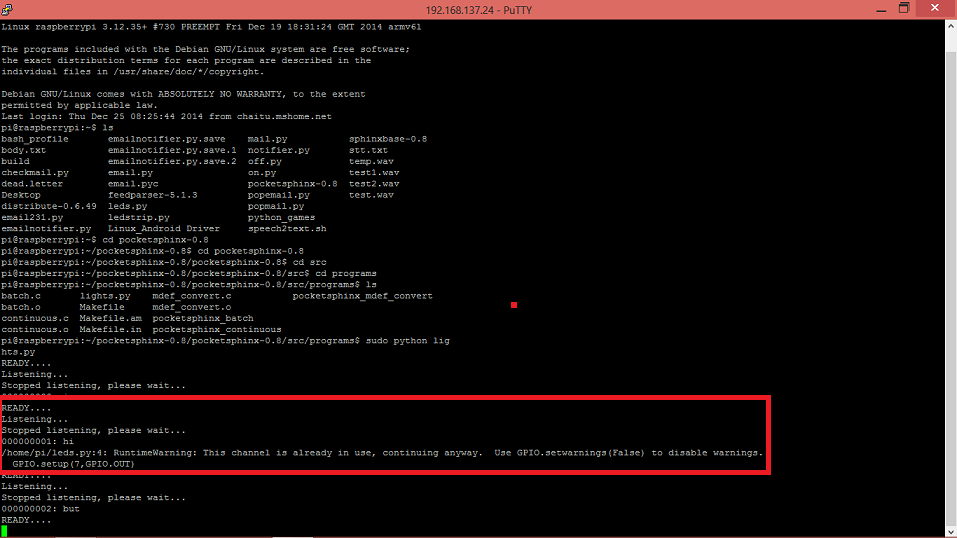 192.168.137.24 - PuTTY
Linux raspberrypi 3.12.35+ #730 PREEMPT Fri Dec 19 18:31:24 GMT 2014 armv6l
The programs included with the Debian GNU/Linux system are free software;
the exact distribution terms for each program are described in the
individual files in /usr/share/doc/*/copyright.
Debian GNU/Linux comes with ABSOLUTELY NO WARRANTY, to the extent
permitted by applicable law.
Last login: Thu Dec 25 08:25:44 2014 from chaitu.mshome.net
pi@raspberrypi:~$ ls
bash_profile emailnotifier.py.save mail.py sphinxbase-0.8
body.txt emailnotifier.py.save.1 notifier.py stt.txt
build emailnotifier.py.save.2 off.py temp.wav
checkmail.py email.py on.py test1.wav
dead.letter email.pyc pocketsphinx-0.8 test2.wav
Desktop feedparser-5.1.3 popemail.py test.wav
distribute-0.6.49 leds.py popmail.py
email231.py ledstrip.py python_games
emailnotifier.py Linux_Android Driver speech2text.sh
pi@raspberrypi:~$ cd pocketsphinx-0.8
pi@raspberrypi:~/pocketsphinx-0.8$ cd pocketsphinx-0.8
pi@raspberrypi:~/pocketsphinx-0.8/pocketsphinx-0.8$ cd src
pi@raspberrypi:~/pocketsphinx-0.8/pocketsphinx-0.8/src$ cd programs
pi@raspberrypi:~/pocketsphinx-0.8/pocketsphinx-0.8/src/programs$ ls
batch.c lights.py mdef_convert.c pocketsphinx_mdef_convert
batch.o Makefile mdef_convert.o
continuous.c Makefile.am pocketsphinx_batch
continuous.o Makefile.in pocketsphinx_continuous
pi@raspberrypi:~/pocketsphinx-0.8/pocketsphinx-0.8/src/programs$ sudo python lig
hts.py
READY....
Listening...
Stopped listening, please wait...
READY....
Listening...
Stopped listening, please wait...
000000001: hi
/home/pi/leds.py:4: RuntimeWarning: This channel is already in use, continuing anyway. Use GPIO.setwarnings(False) to disable warnings.
GPIO.setup(7,GPIO.OUT)
READY....
Listening...
Stopped listening, please wait...
000000002: but
READY....